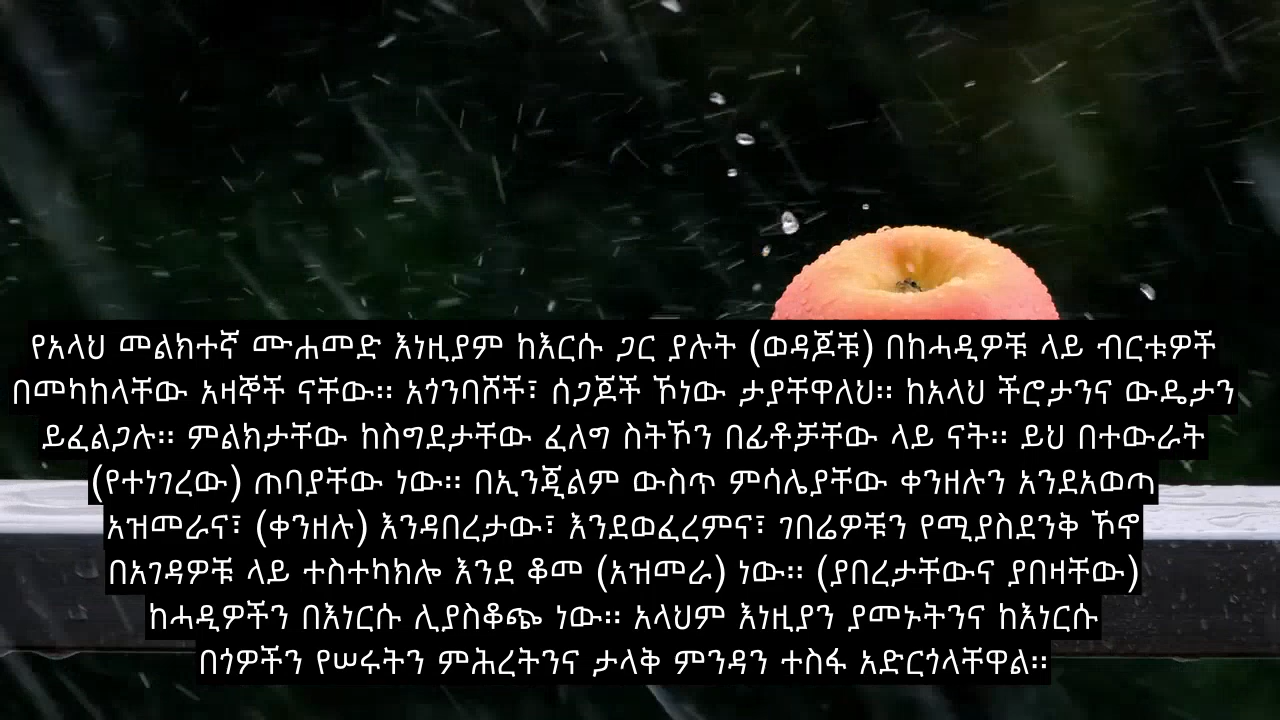 የአላህ መልክተኛ ሙሐመድ እነዚያም ከእርሱ ጋር ያሉት (ወዳጆቹ) በከሓዲዎቹ ላይ ብርቱዎች
በመካከላቸው አዛኞች ናቸው፡፡ አጎንባሾች፣ ሰጋጆች ኾነው ታያቸዋለህ፡፡ ከአላህ ችሮታንና ውዴታን
ይፈልጋሉ፡፡ ምልክታቸው ከስግደታቸው ፈለግ ስትኾን በፊቶቻቸው ላይ ናት፡፡ ይህ በተውራት
(የተነገረው) ጠባያቸው ነው፡፡ በኢንጂልም ውስጥ ምሳሌያቸው ቀንዘሉን አንደአወጣ
አዝመራና፣ (ቀንዘሉ) እንዳበረታው፣ እንደወፈረምና፣ ገበሬዎቹን የሚያስደንቅ ኾኖ
በአገዳዎቹ ላይ ተስተካክሎ እንደ ቆመ (አዝመራ) ነው፡፡ (ያበረታቸውና ያበዛቸው)
ከሓዲዎችን በእነርሱ ሊያስቆጭ ነው፡፡ አላህም እነዚያን ያመኑትንና ከእነርሱ
በጎዎችን የሠሩትን ምሕረትንና ታላቅ ምንዳን ተስፋ አድርጎላቸዋል፡፡